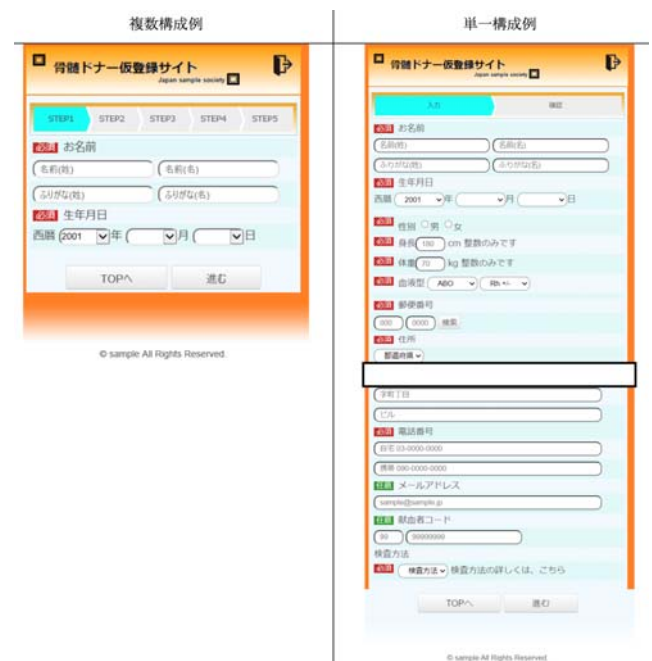 複数構成例
単一構成例
骨髄ドナー仮登録サイト
Japan sample society
STEP1 STEP2 STEP3 STEP4 STEP5
必須 お名前
名前(姓) 名前(名)
ふりがな(姓) ふりがな(名)
必須 生年月日
西暦 2001 年 月 日
TOPへ 進む
© sample All Rights Reserved.
骨髄ドナー仮登録サイト
Japan sample society
入力 確認
必須 お名前
名前(姓) 名前(名)
ふりがな(姓) ふりがな(名)
必須 生年月日
西暦 2001 年 月 日
必須 性別 男 女
必須 身長 180 cm 整数のみです
必須 体重 70 kg 整数のみです
必須 血液型 ABO Rh +/-
必須 郵便番号
000 0000 検索
必須 住所
都道府県
字町丁目
ビル
必須 電話番号
自宅 03-0000-0000
携帯 090-0000-0000
任意 メールアドレス
sample@sample.jp
任意 献血者コード
99 99999999
検査方法
必須 検査方法 検査方法の詳しくは、こちら
TOPへ 進む
© sample All Rights Reserved.